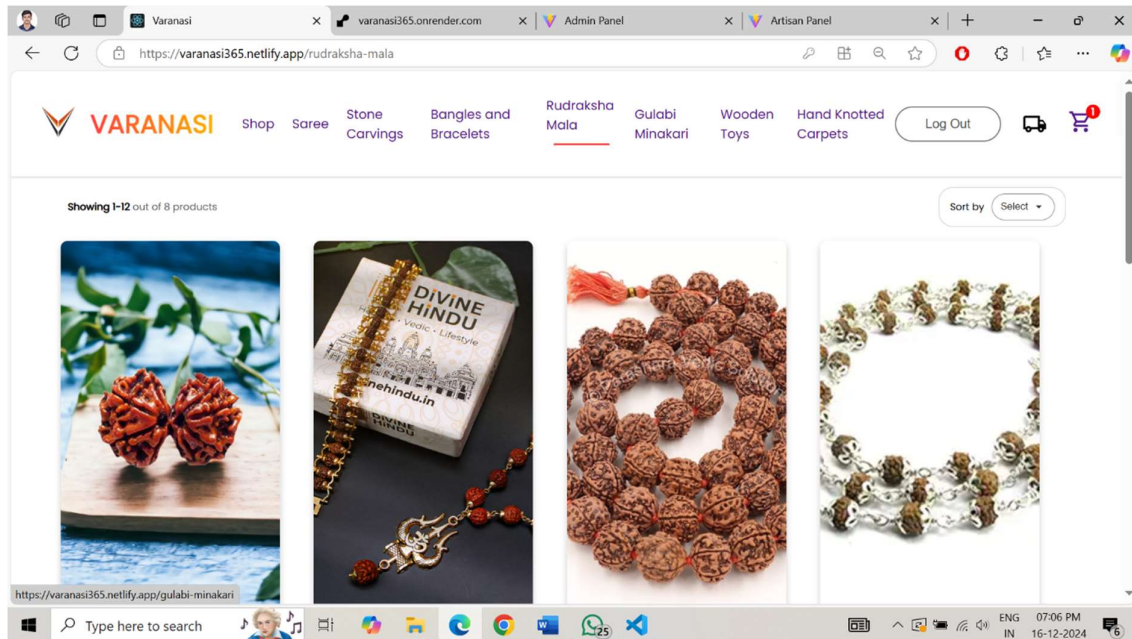 Varanasi
varanasi365.onrender.com
Admin Panel
Artisan Panel
https://varanasi365.netlify.app/rudraksha-mala
VARANASI
Shop
Saree
Stone
Carvings
Bangles and
Bracelets
Rudraksha
Mala
Gulabi
Minakari
Wooden
Toys
Hand Knotted
Carpets
Log Out
1
Showing 1-12 out of 8 products
Sort by
Select
DiViNE
HiNDU
Vedic • Lifestyle
nehindu.in
DIVINE
HINDU
https://varanasi365.netlify.app/gulabi-minakari
Type here to search
25
ENG
IN
07:06 PM
16-12-2024
6